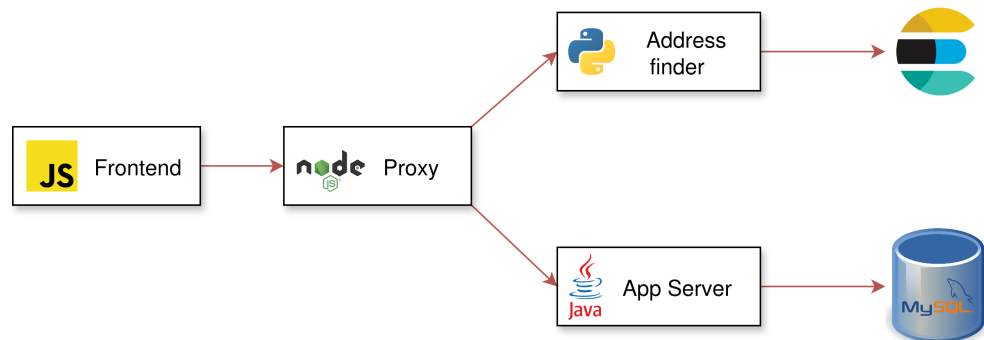 JS
Frontend
node
JS
Proxy
Address
finder
Java
App Server
MySQL